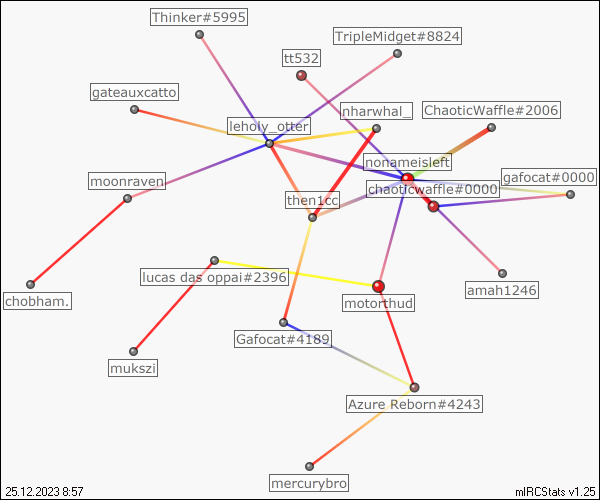 Thinker#5995
TripleMidget#8824
tt532
gateauxcatto
nharwhal_
ChaoticWaffle#2006
leholy_otter
nonameisleft
moonraven
gafocat#0000
chaoticwaffle#0000
then1cc
lucas das oppai#2396
amah1246
chobham.
motorthud
Gafocat#4189
mukszi
Azure Reborn#4243
mercurybro
25.12.2023 8:57
mIRCStats v1.25